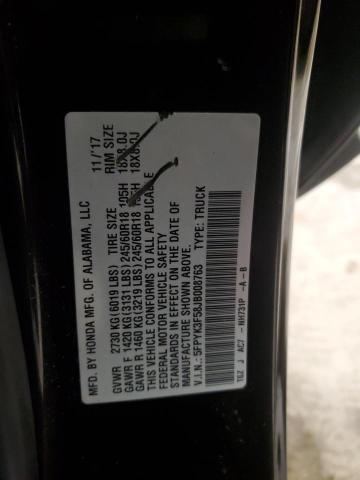 MFD. BY HONDA MFG. OF ALABAMA, LLC 11/'17
GVWR 2730 KG(6019 LBS) TIRE SIZE RIM SIZE
GAWR F 1420 KG(3131 LBS) 245/60R18 105H 18X8.0J
GAWR R 1460 KG(3219 LBS) 245/60R18 105H 18X8.0J
THIS VEHICLE CONFORMS TO ALL APPLICABLE
FEDERAL MOTOR VEHICLE SAFETY
STANDARDS IN EFFECT ON THE DATE OF
MANUFACTURE SHOWN ABOVE.
V.I.N.: 5FPYK3F58JB008763 TYPE: TRUCK
T6Z J AC7 - NH731P -A -B